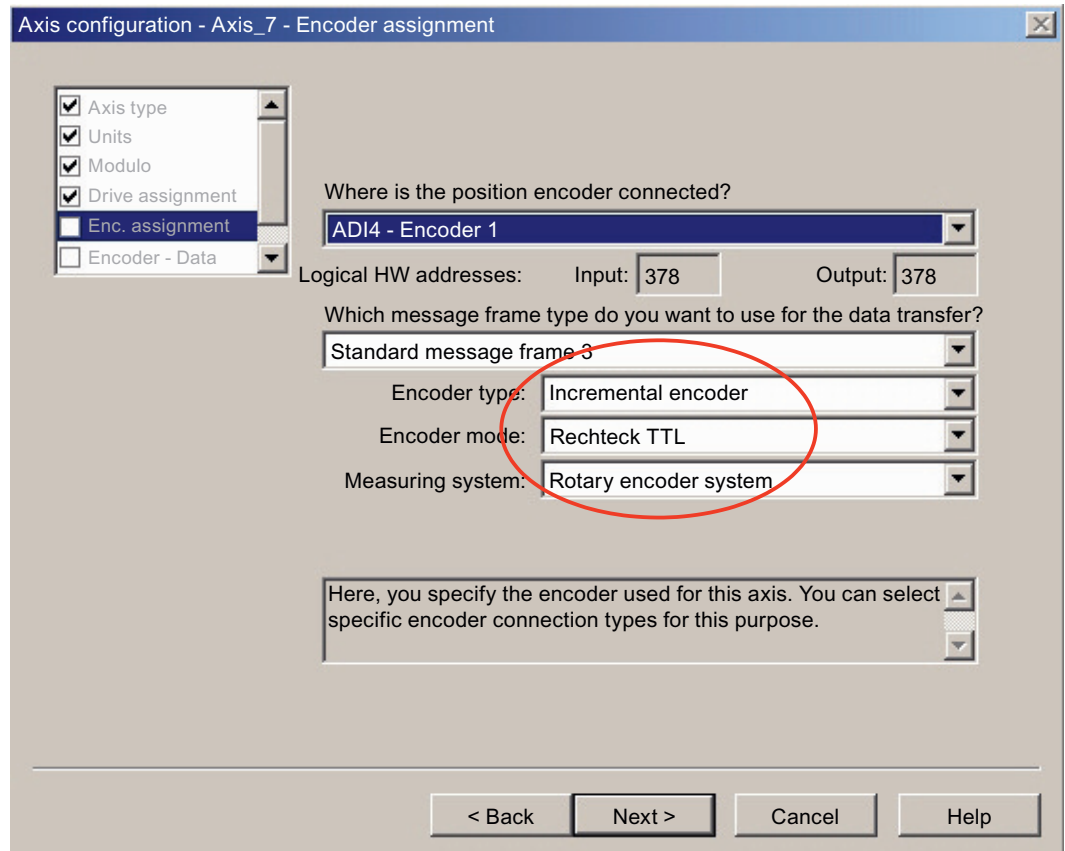 Axis configuration - Axis_7 - Encoder assignment
Axis type
Units
Modulo
Drive assignment
Enc. assignment
Encoder - Data
Where is the position encoder connected?
ADI4 - Encoder 1
Logical HW addresses: Input: 378 Output: 378
Which message frame type do you want to use for the data transfer?
Standard message frame 3
Encoder type: Incremental encoder
Encoder mode: Rechteck TTL
Measuring system: Rotary encoder system
Here, you specify the encoder used for this axis. You can select
specific encoder connection types for this purpose.
< Back Next > Cancel Help